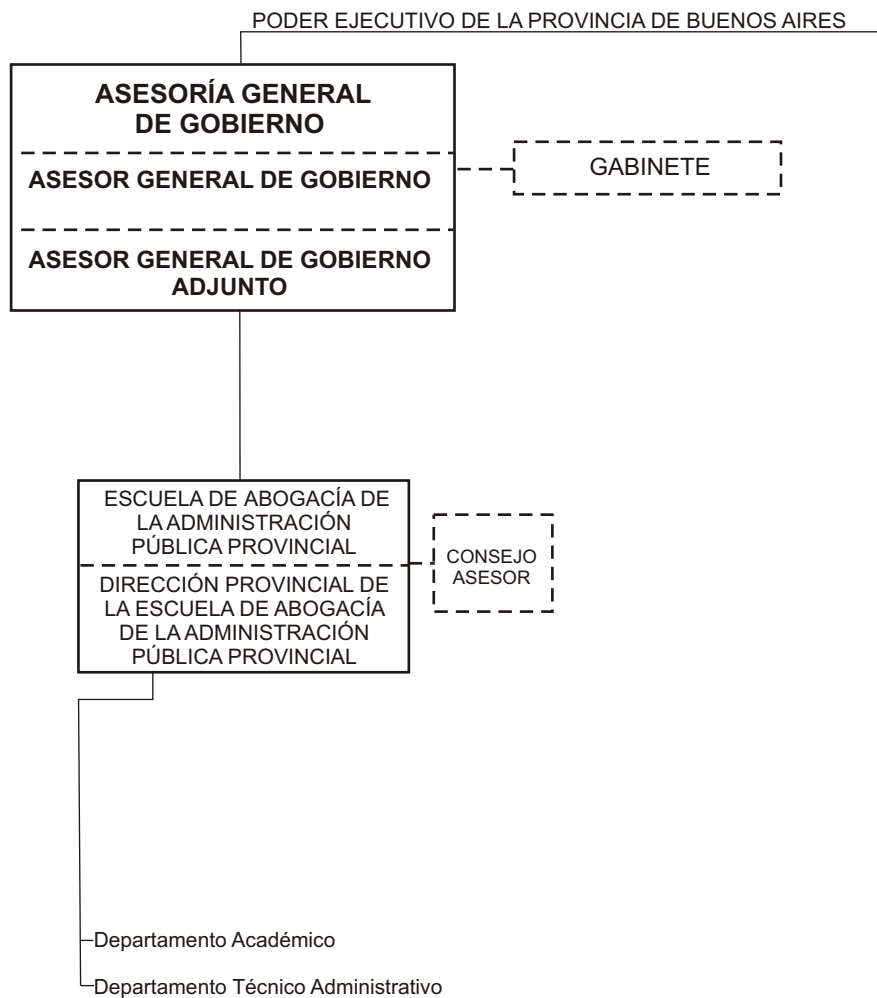 PODER EJECUTIVO DE LA PROVINCIA DE BUENOS AIRES
ASESORÍA GENERAL
DE GOBIERNO
ASESOR GENERAL DE GOBIERNO
GABINETE
ASESOR GENERAL DE GOBIERNO
ADJUNTO
ESCUELA DE ABOGACÍA DE
LA ADMINISTRACIÓN
PÚBLICA PROVINCIAL
CONSEJO
ASESOR
DIRECCIÓN PROVINCIAL DE
LA ESCUELA DE ABOGACÍA
DE LA ADMINISTRACIÓN
PÚBLICA PROVINCIAL
Departamento Académico
Departamento Técnico Administrativo